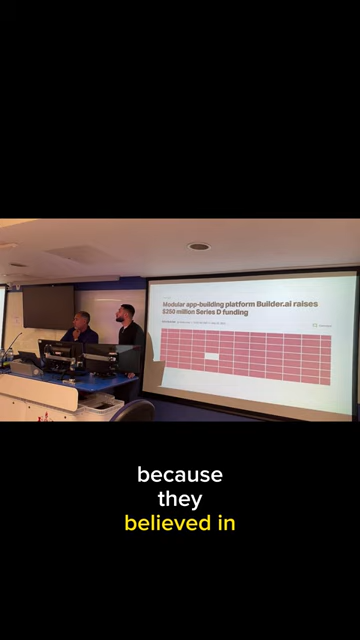 Modular app-building platform Builder.ai raises
$250 million Series D funding
because
they
believed in